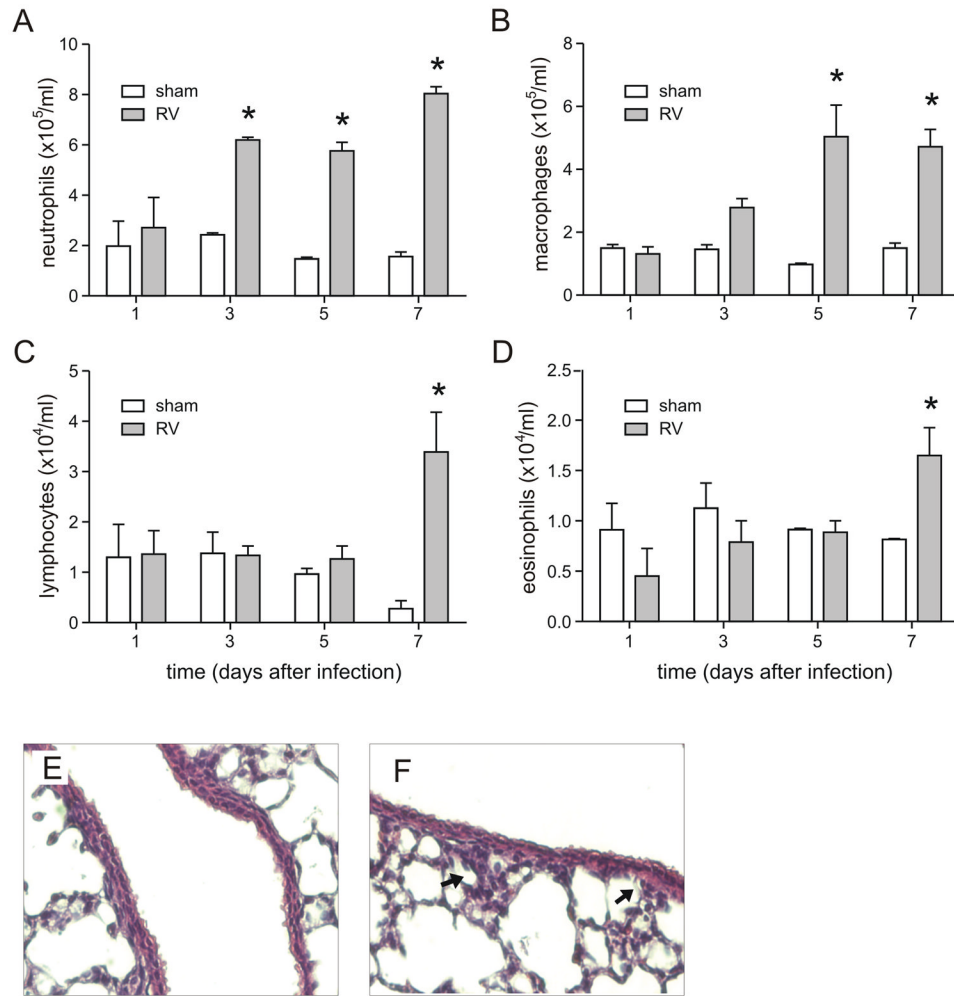 A
neutrophils (x10⁵/ml)
10
8
6
4
2
0
sham
RV
*
*
*
1 3 5 7
B
macrophages (x10⁵/ml)
8
6
4
2
0
sham
RV
*
*
1 3 5 7
C
lymphocytes (x10⁴/ml)
5
4
3
2
1
0
sham
RV
*
1 3 5 7
time (days after infection)
D
eosinophils (x10⁴/ml)
2.5
2.0
1.5
1.0
0.5
0.0
sham
RV
*
1 3 5 7
time (days after infection)
E
F